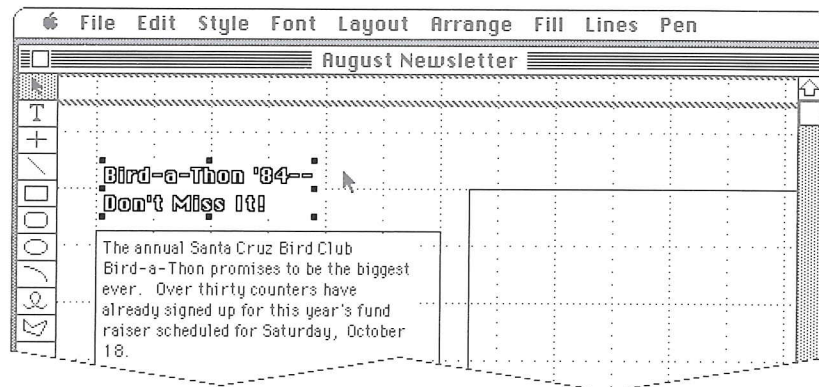 File Edit Style Font Layout Arrange Fill Lines Pen
August Newsletter
T
Bird-a-Thon '84--
Don't Miss It!
The annual Santa Cruz Bird Club
Bird-a-Thon promises to be the biggest
ever. Over thirty counters have
already signed up for this year's fund
raiser scheduled for Saturday, October
18.